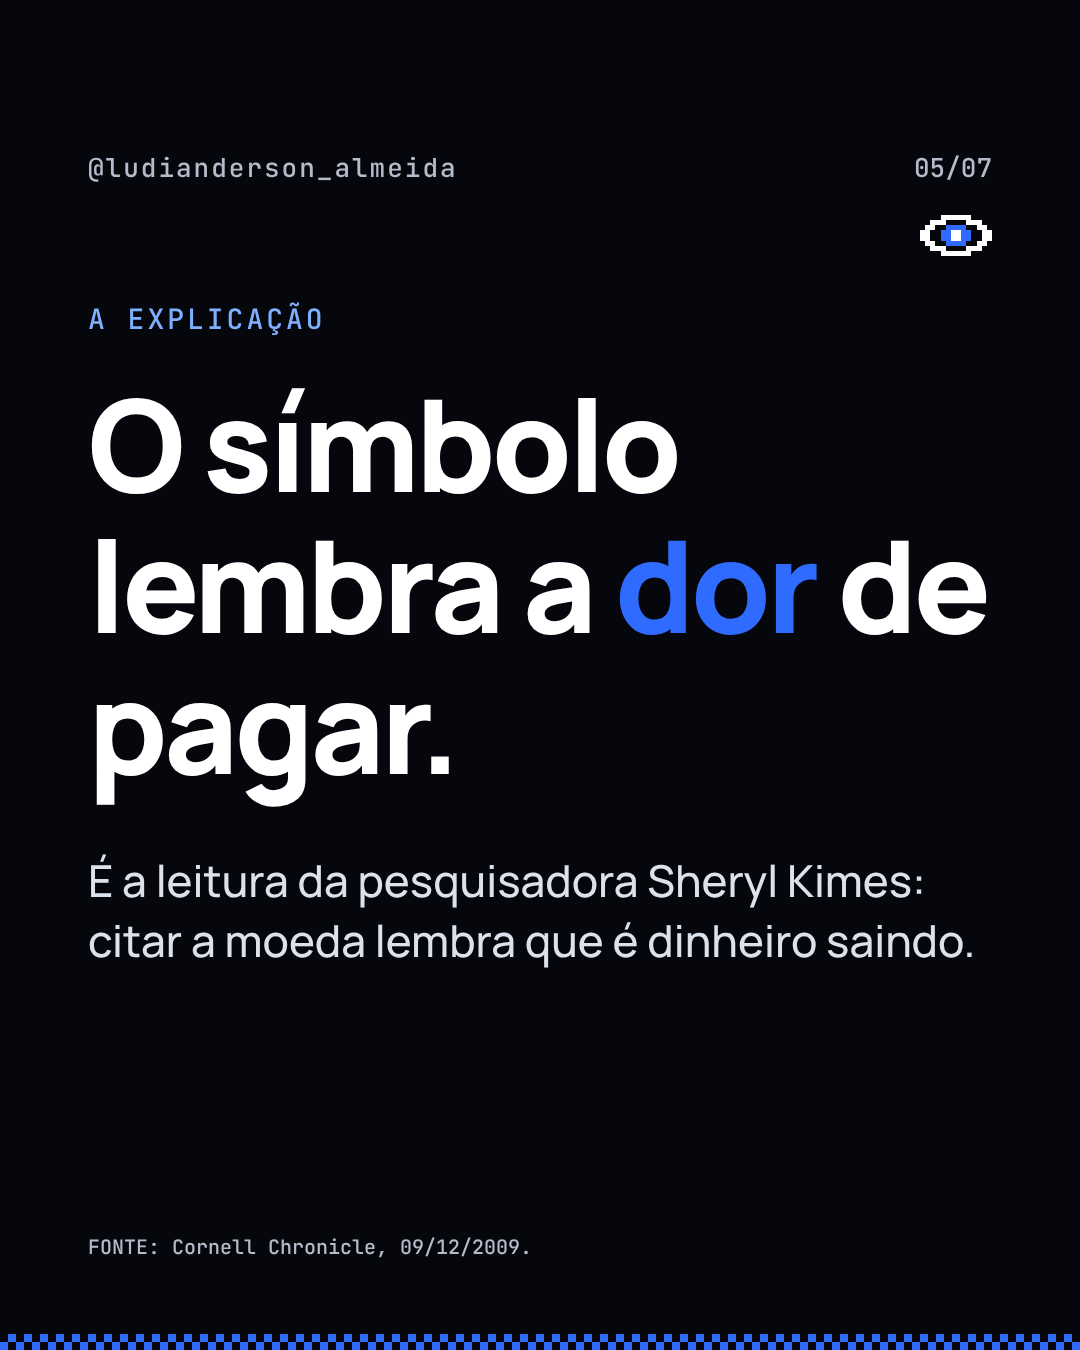 @ludianderson_almeida
05/07
A EXPLICAÇÃO
O símbolo
lembra a dor de
pagar.
É a leitura da pesquisadora Sheryl Kimes:
citar a moeda lembra que é dinheiro saindo.
FONTE: Cornell Chronicle, 09/12/2009.